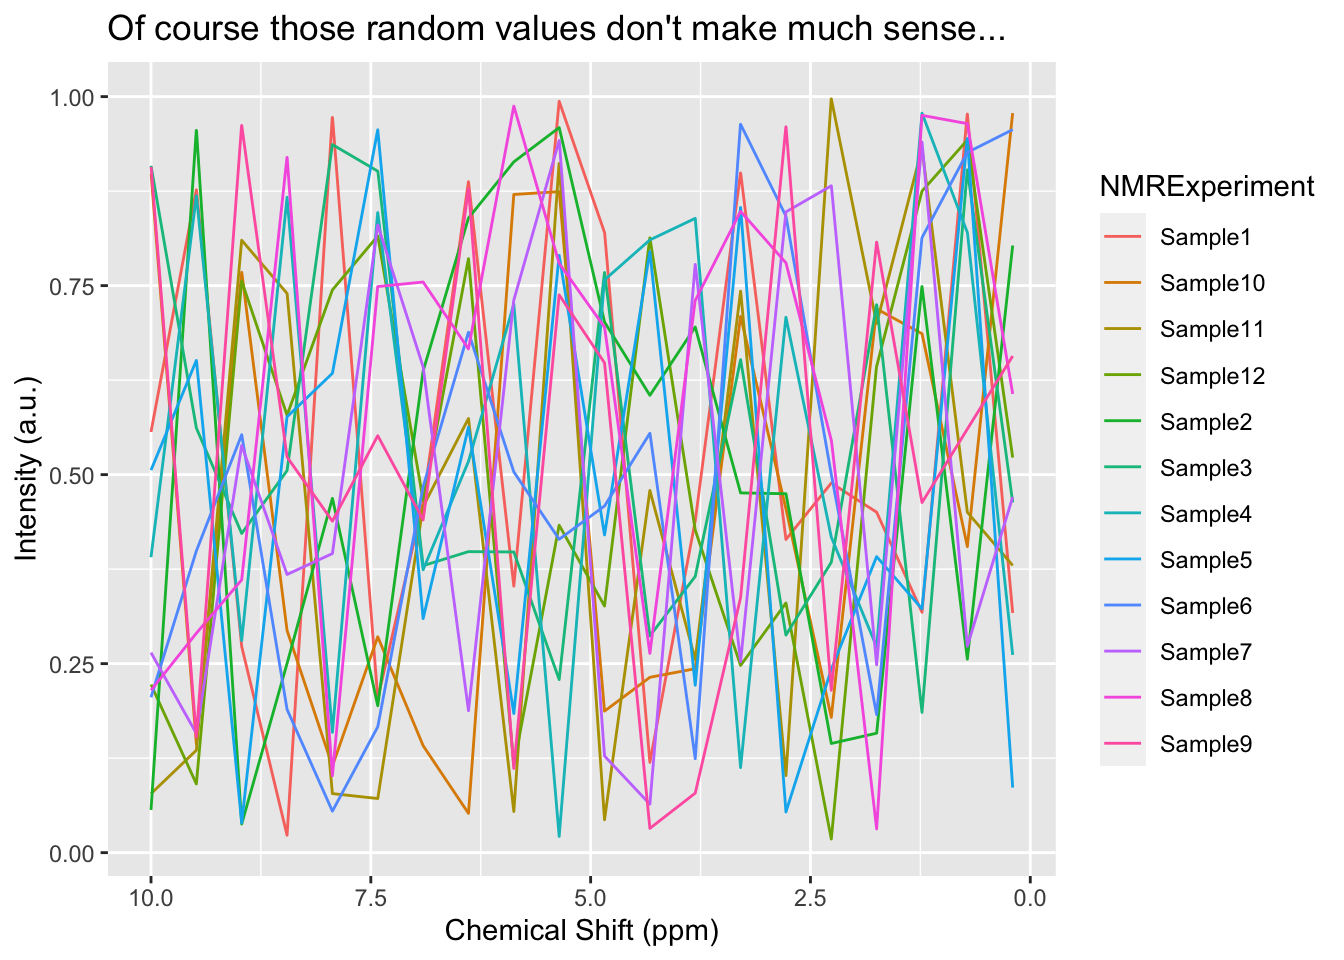 Of course those random values don't make much sense...
1.00
0.75
0.50
0.25
0.00
Intensity (a.u.)
10.0 7.5 5.0 2.5 0.0
Chemical Shift (ppm)
NMRExperiment
Sample1
Sample10
Sample11
Sample12
Sample2
Sample3
Sample4
Sample5
Sample6
Sample7
Sample8
Sample9